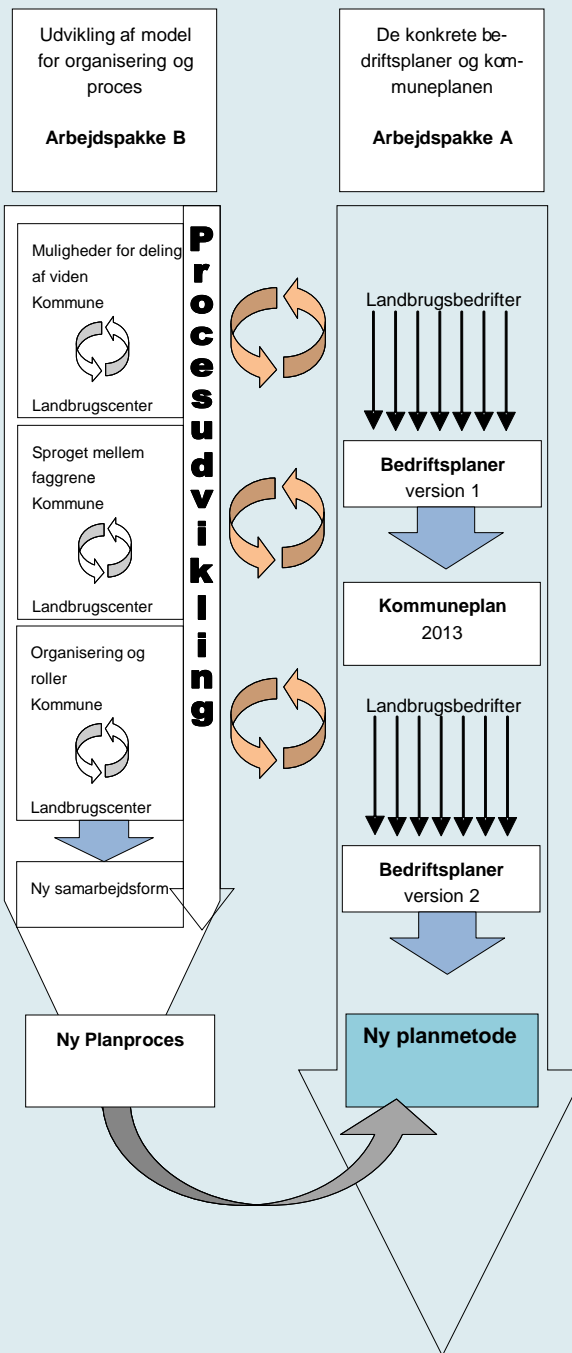 Udvikling af model
for organisering og
proces
Arbejdspakke B
De konkrete be-
driftsplaner og kom-
muneplanen
Arbejdspakke A
Procesudvikling
Muligheder for deling
af viden
Kommune
Landbrugscenter
Sproget mellem
faggrene
Kommune
Landbrugscenter
Organisering og
roller
Kommune
Landbrugscenter
Ny samarbejdsform
Ny Planproces
Landbrugsbedrifter
Bedriftsplaner
version 1
Kommuneplan
2013
Landbrugsbedrifter
Bedriftsplaner
version 2
Ny planmetode